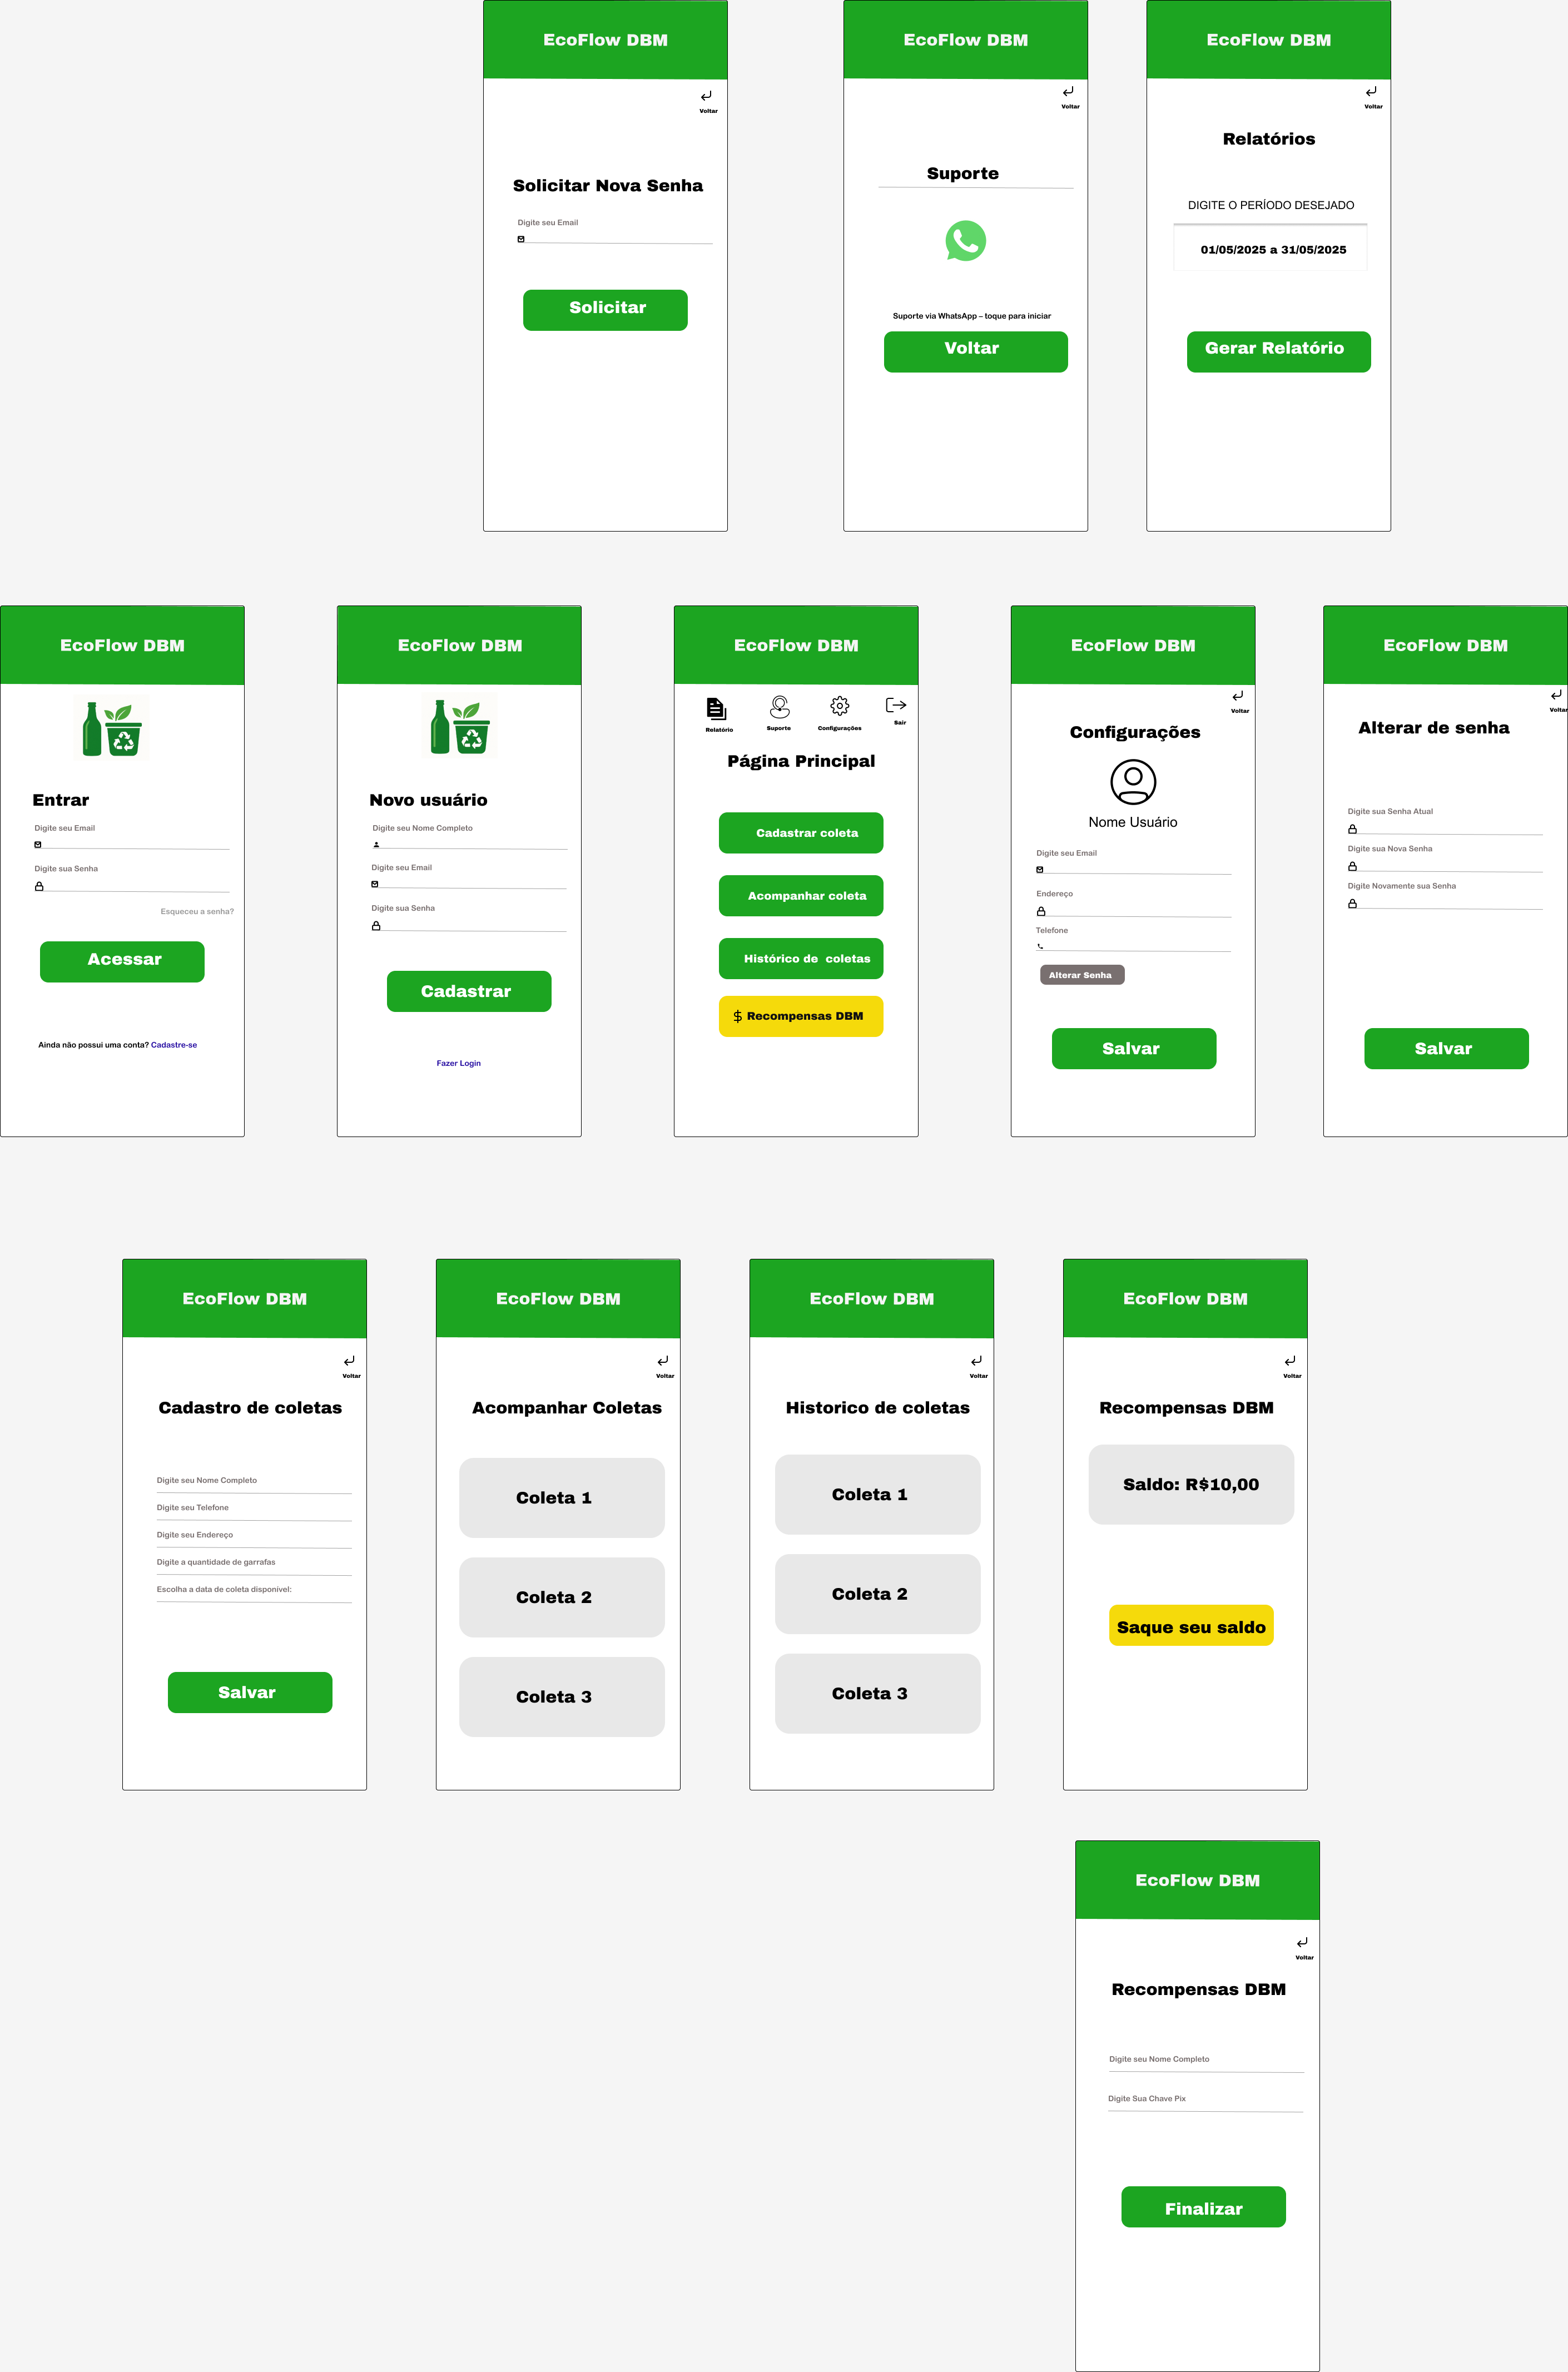 EcoFlow DBM
Voltar
Solicitar Nova Senha
Digite seu Email
Solicitar
EcoFlow DBM
Voltar
Suporte
Suporte via WhatsApp – toque para iniciar
Voltar
EcoFlow DBM
Voltar
Relatórios
DIGITE O PERÍODO DESEJADO
01/05/2025 a 31/05/2025
Gerar Relatório
EcoFlow DBM
Entrar
Digite seu Email
Digite sua Senha
Esqueceu a senha?
Acessar
Ainda não possui uma conta? Cadastre-se
EcoFlow DBM
Novo usuário
Digite seu Nome Completo
Digite seu Email
Digite sua Senha
Cadastrar
Fazer Login
EcoFlow DBM
Relatório
Suporte
Configurações
Sair
Página Principal
Cadastrar coleta
Acompanhar coleta
Histórico de coletas
$ Recompensas DBM
EcoFlow DBM
Voltar
Configurações
Nome Usuário
Digite seu Email
Endereço
Telefone
Alterar Senha
Salvar
EcoFlow DBM
Voltar
Alterar de senha
Digite sua Senha Atual
Digite sua Nova Senha
Digite Novamente sua Senha
Salvar
EcoFlow DBM
Voltar
Cadastro de coletas
Digite seu Nome Completo
Digite seu Telefone
Digite seu Endereço
Digite a quantidade de garrafas
Escolha a data de coleta disponivel:
Salvar
EcoFlow DBM
Voltar
Acompanhar Coletas
Coleta 1
Coleta 2
Coleta 3
EcoFlow DBM
Voltar
Historico de coletas
Coleta 1
Coleta 2
Coleta 3
EcoFlow DBM
Voltar
Recompensas DBM
Saldo: R$10,00
Saque seu saldo
EcoFlow DBM
Voltar
Recompensas DBM
Digite seu Nome Completo
Digite Sua Chave Pix
Finalizar